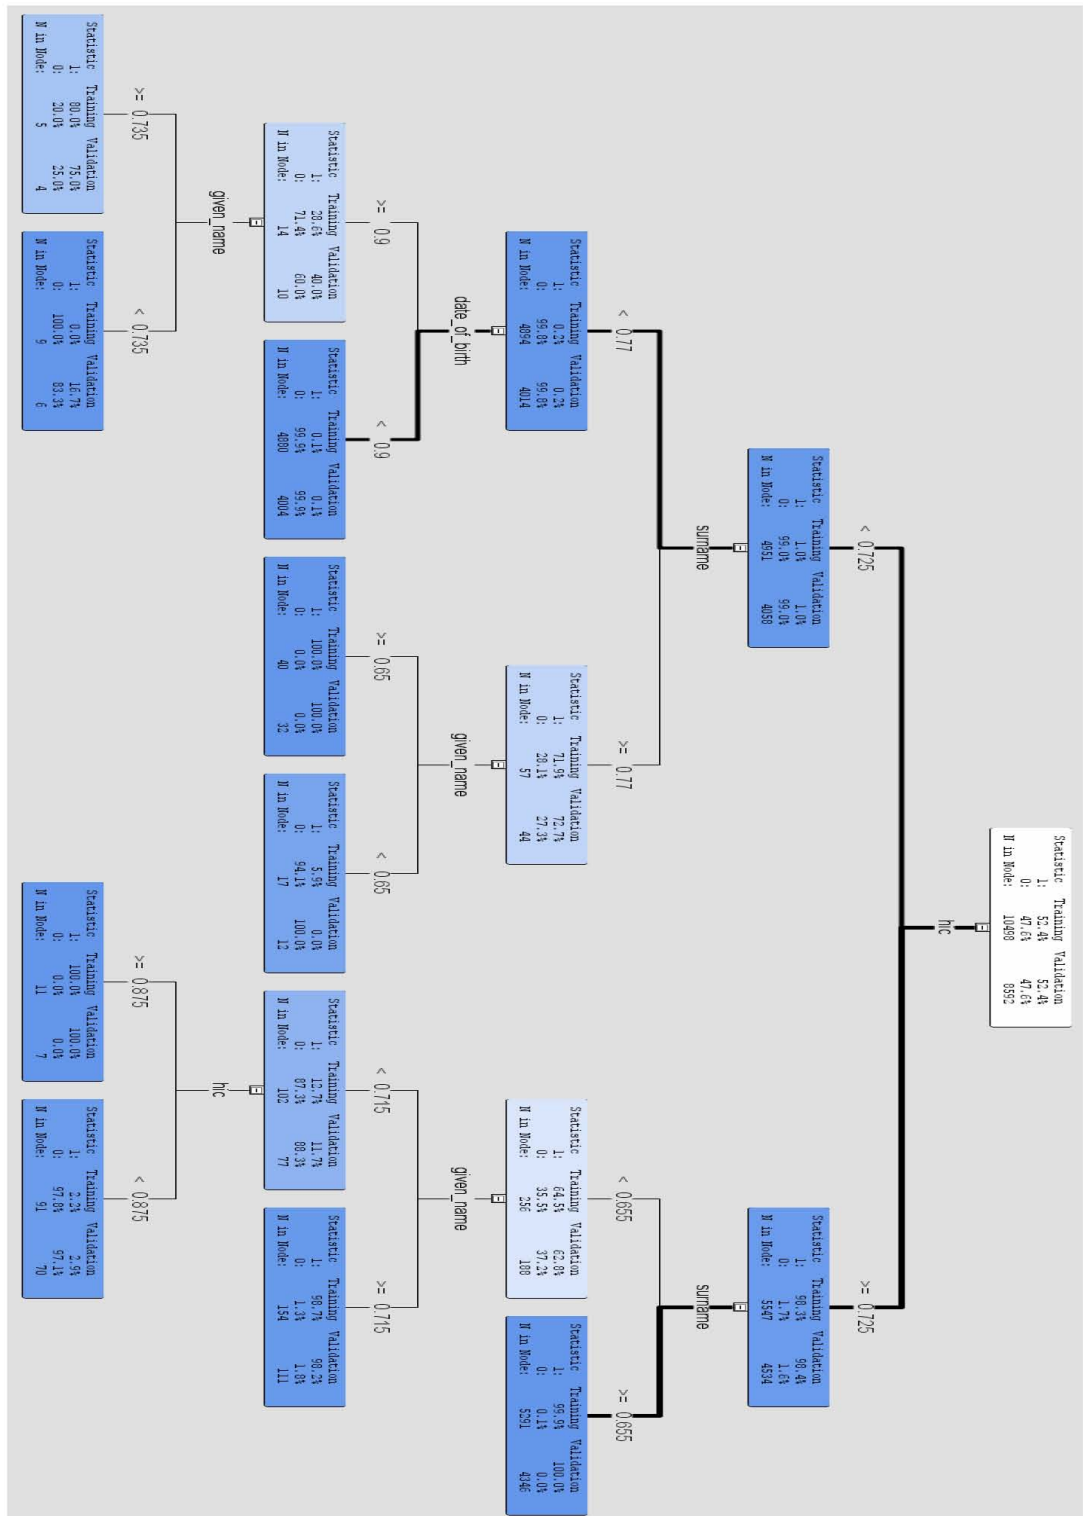 Statistic Training Validation
1: 52.4% 52.4%
0: 47.6% 47.6%
N in Node: 10498 8592
hic
< 0.725
>= 0.725
Statistic Training Validation
1: 1.0% 1.0%
0: 99.0% 99.0%
N in Node: 4951 4058
Statistic Training Validation
1: 98.3% 98.4%
0: 1.7% 1.6%
N in Node: 5547 4534
surname
surname
< 0.77
>= 0.77
< 0.655
>= 0.655
Statistic Training Validation
1: 0.2% 0.2%
0: 99.8% 99.8%
N in Node: 4894 4014
Statistic Training Validation
1: 71.9% 72.7%
0: 28.1% 27.3%
N in Node: 57 44
Statistic Training Validation
1: 64.5% 62.8%
0: 35.5% 37.2%
N in Node: 256 188
Statistic Training Validation
1: 99.9% 100.0%
0: 0.1% 0.0%
N in Node: 5291 4346
date_of_birth
given_name
given_name
>= 0.9
< 0.9
>= 0.65
< 0.65
< 0.715
>= 0.715
Statistic Training Validation
1: 28.6% 40.0%
0: 71.4% 60.0%
N in Node: 14 10
Statistic Training Validation
1: 0.1% 0.1%
0: 99.9% 99.9%
N in Node: 4880 4004
Statistic Training Validation
1: 100.0% 100.0%
0: 0.0% 0.0%
N in Node: 40 32
Statistic Training Validation
1: 5.9% 0.0%
0: 94.1% 100.0%
N in Node: 17 12
Statistic Training Validation
1: 12.7% 11.7%
0: 87.3% 88.3%
N in Node: 102 77
Statistic Training Validation
1: 98.7% 98.2%
0: 1.3% 1.8%
N in Node: 154 111
given_name
hic
>= 0.735
< 0.735
>= 0.875
< 0.875
Statistic Training Validation
1: 80.0% 75.0%
0: 20.0% 25.0%
N in Node: 5 4
Statistic Training Validation
1: 0.0% 16.7%
0: 100.0% 83.3%
N in Node: 9 6
Statistic Training Validation
1: 100.0% 100.0%
0: 0.0% 0.0%
N in Node: 11 7
Statistic Training Validation
1: 2.2% 2.9%
0: 97.8% 97.1%
N in Node: 91 70